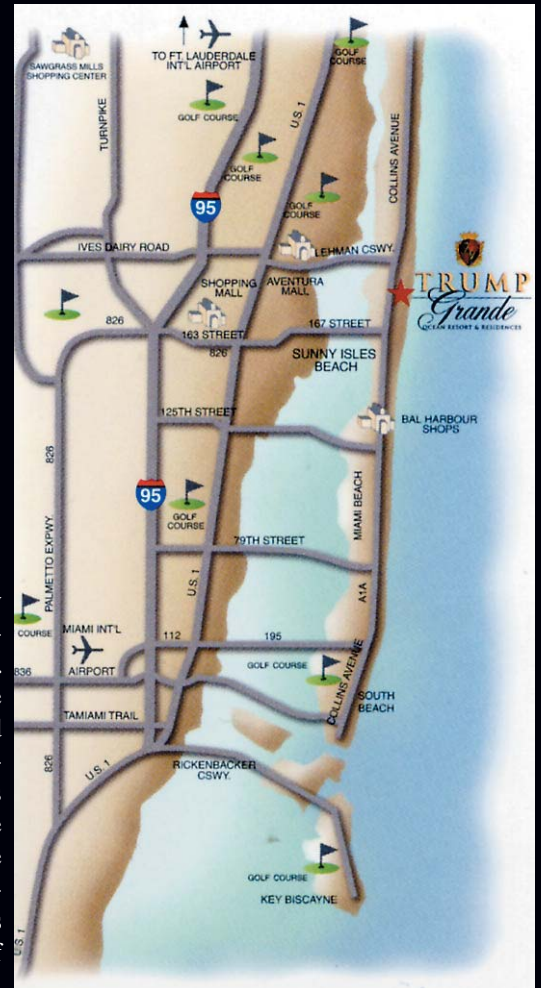 TO FT. LAUDERDALE
INT'L AIRPORT
GOLF
COURSE
SAWGRASS MILLS
SHOPPING CENTER
TURNPIKE
GOLF COURSE
U.S. 1
COLLINS AVENUE
GOLF
COURSE
GOLF
COURSE
95
IVES DAIRY ROAD
LEHMAN CSWY.
TRUMP
Grande
OCEAN RESORT & RESIDENCES
SHOPPING
MALL
AVENTURA
MALL
826
163 STREET
826
167 STREET
SUNNY ISLES
BEACH
125TH STREET
BAL HARBOUR
SHOPS
826
95
GOLF
COURSE
MIAMI BEACH
PALMETTO EXPWY.
79TH STREET
U.S. 1
A1A
COURSE
MIAMI INT'L
AIRPORT
112
195
836
GOLF COURSE
COLLINS AVENUE
SOUTH
BEACH
TAMIAMI TRAIL
826
U.S. 1
RICKENBACKER
CSWY.
GOLF COURSE
KEY BISCAYNE
U.S. 1